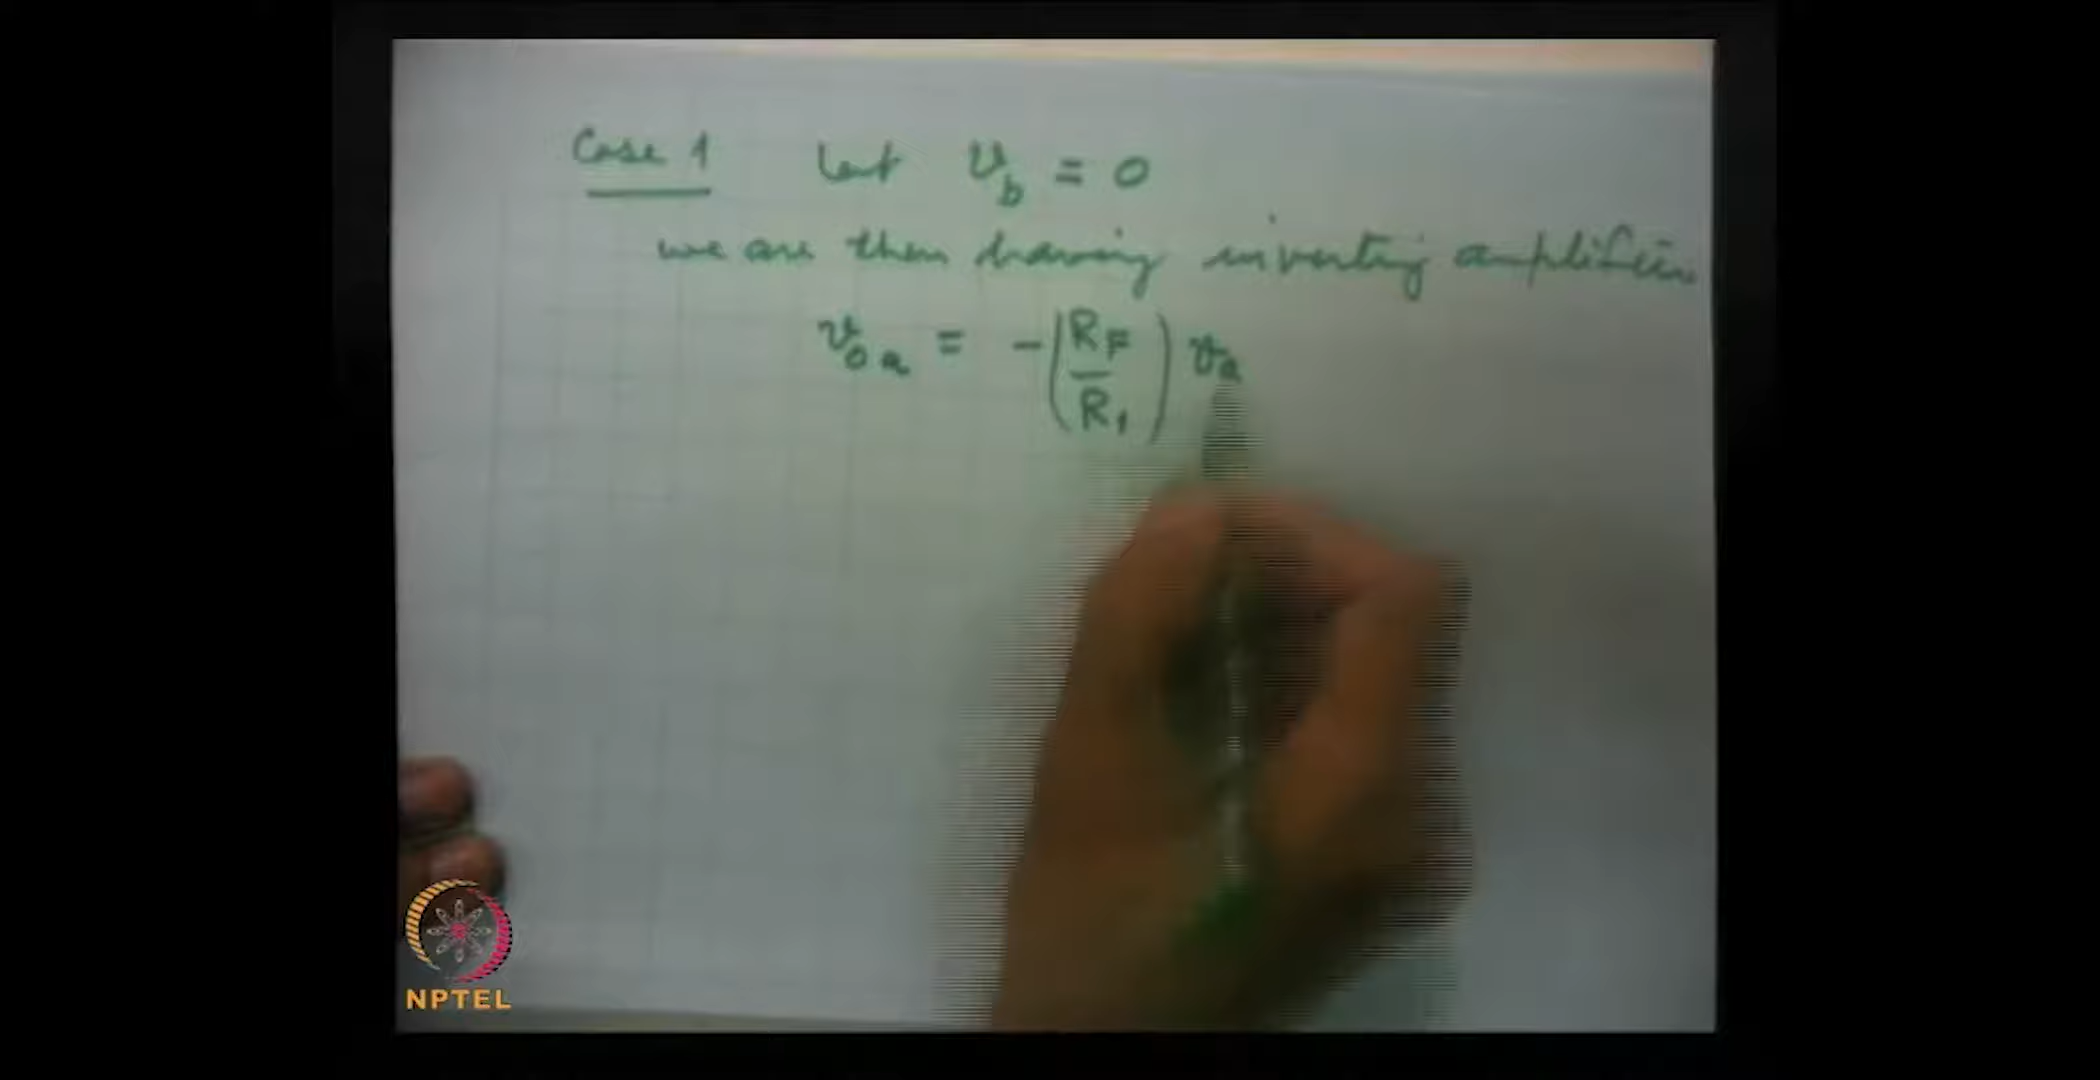 Case 1 Let v_b = 0
we are then having inverting amplifier
v_oa = -(R_F/R_1) v_a
NPTEL